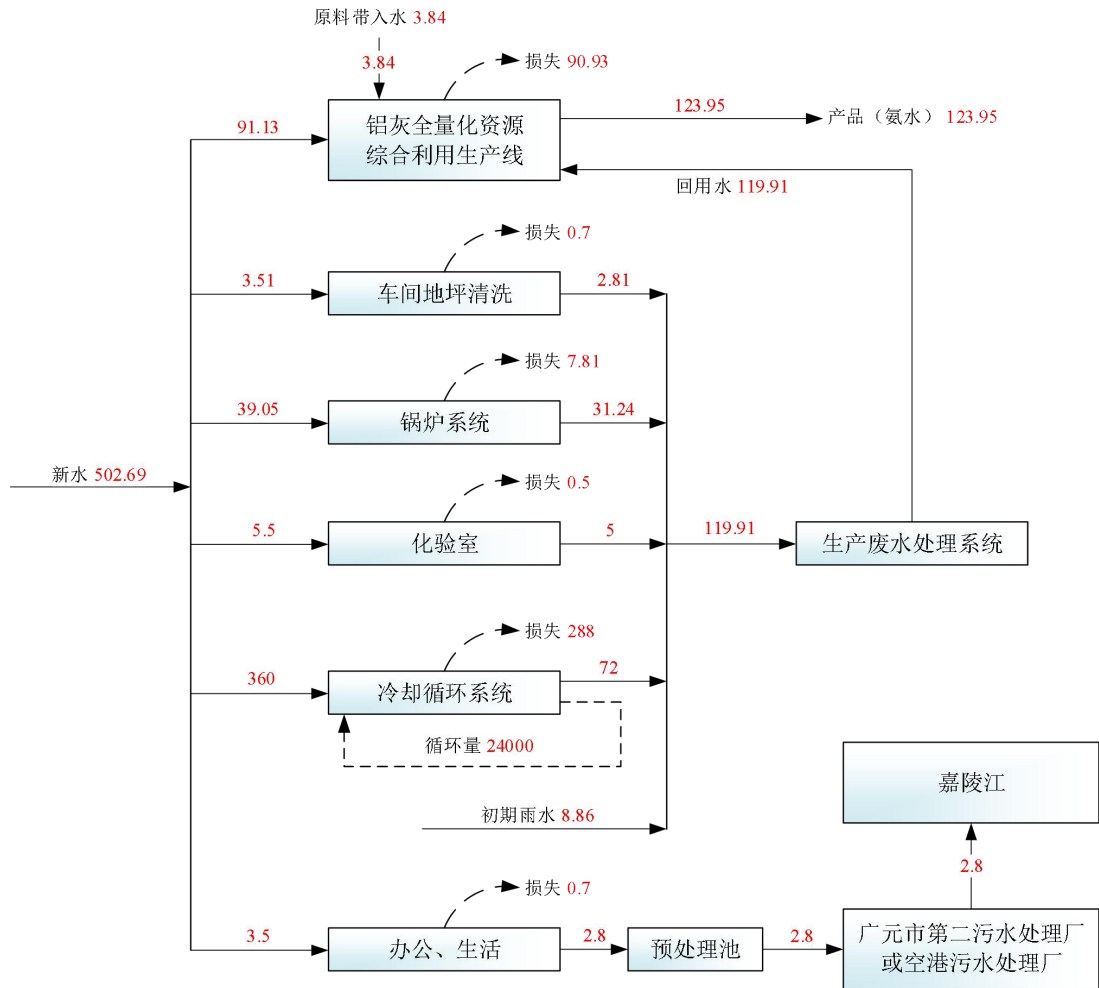 原料带入水 3.84
3.84
损失 90.93
91.13
铝灰全量化资源
综合利用生产线
123.95
产品（氨水）123.95
回用水 119.91
损失 0.7
3.51
车间地坪清洗
2.81
损失 7.81
39.05
锅炉系统
31.24
新水 502.69
损失 0.5
5.5
化验室
5
119.91
生产废水处理系统
损失 288
360
冷却循环系统
72
循环量 24000
初期雨水 8.86
嘉陵江
2.8
损失 0.7
3.5
办公、生活
2.8
预处理池
2.8
广元市第二污水处理厂
或空港污水处理厂